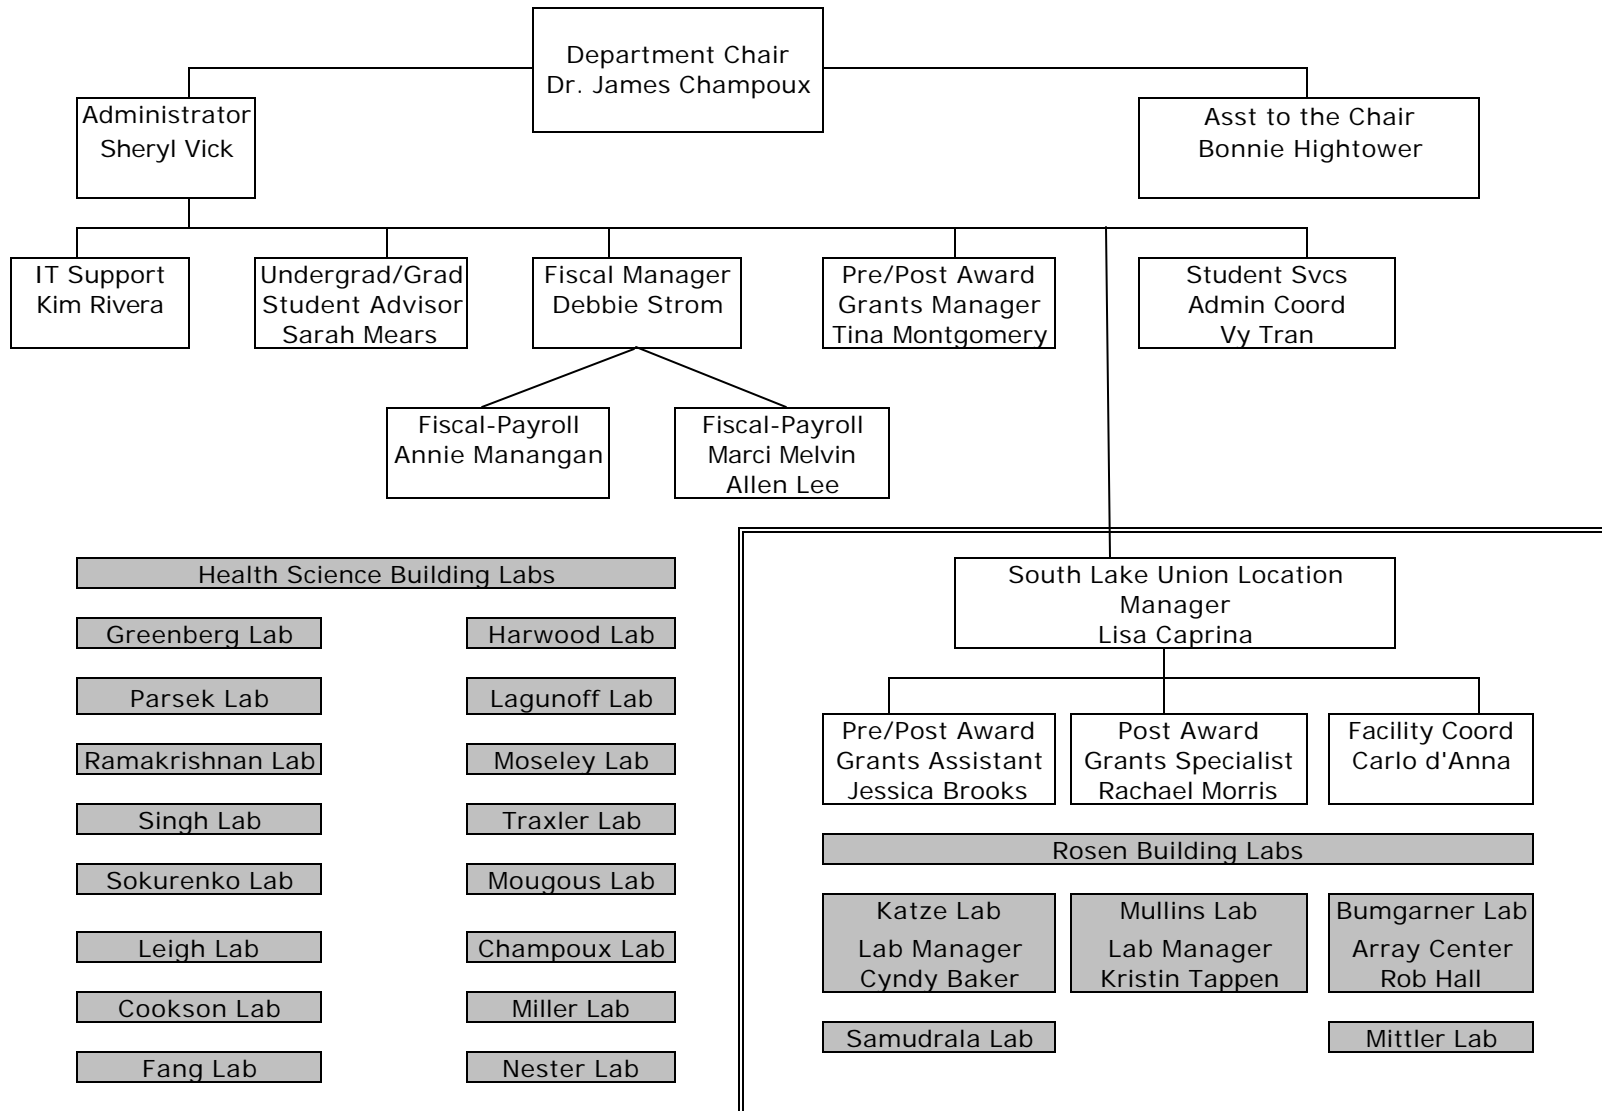 Department Chair
Dr. James Champoux
Administrator
Sheryl Vick
Asst to the Chair
Bonnie Hightower
IT Support
Kim Rivera
Undergrad/Grad
Student Advisor
Sarah Mears
Fiscal Manager
Debbie Strom
Pre/Post Award
Grants Manager
Tina Montgomery
Student Svcs
Admin Coord
Vy Tran
Fiscal-Payroll
Annie Manangan
Fiscal-Payroll
Marci Melvin
Allen Lee
Health Science Building Labs
Greenberg Lab
Harwood Lab
Parsek Lab
Lagunoff Lab
Ramakrishnan Lab
Moseley Lab
Singh Lab
Traxler Lab
Sokurenko Lab
Mougous Lab
Leigh Lab
Champoux Lab
Cookson Lab
Miller Lab
Fang Lab
Nester Lab
South Lake Union Location
Manager
Lisa Caprina
Pre/Post Award
Grants Assistant
Jessica Brooks
Post Award
Grants Specialist
Rachael Morris
Facility Coord
Carlo d'Anna
Rosen Building Labs
Katze Lab
Lab Manager
Cyndy Baker
Mullins Lab
Lab Manager
Kristin Tappen
Bumgarner Lab
Array Center
Rob Hall
Samudrala Lab
Mittler Lab